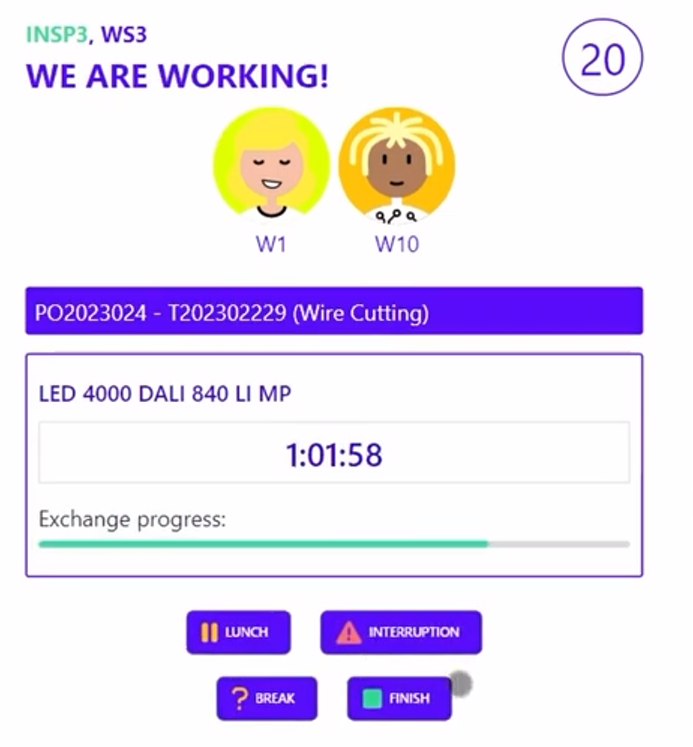 INSP3, WS3
20
WE ARE WORKING!
W1
W10
PO2023024 - T202302229 (Wire Cutting)
LED 4000 DALI 840 LI MP
1:01:58
Exchange progress:
LUNCH
INTERRUPTION
? BREAK
FINISH